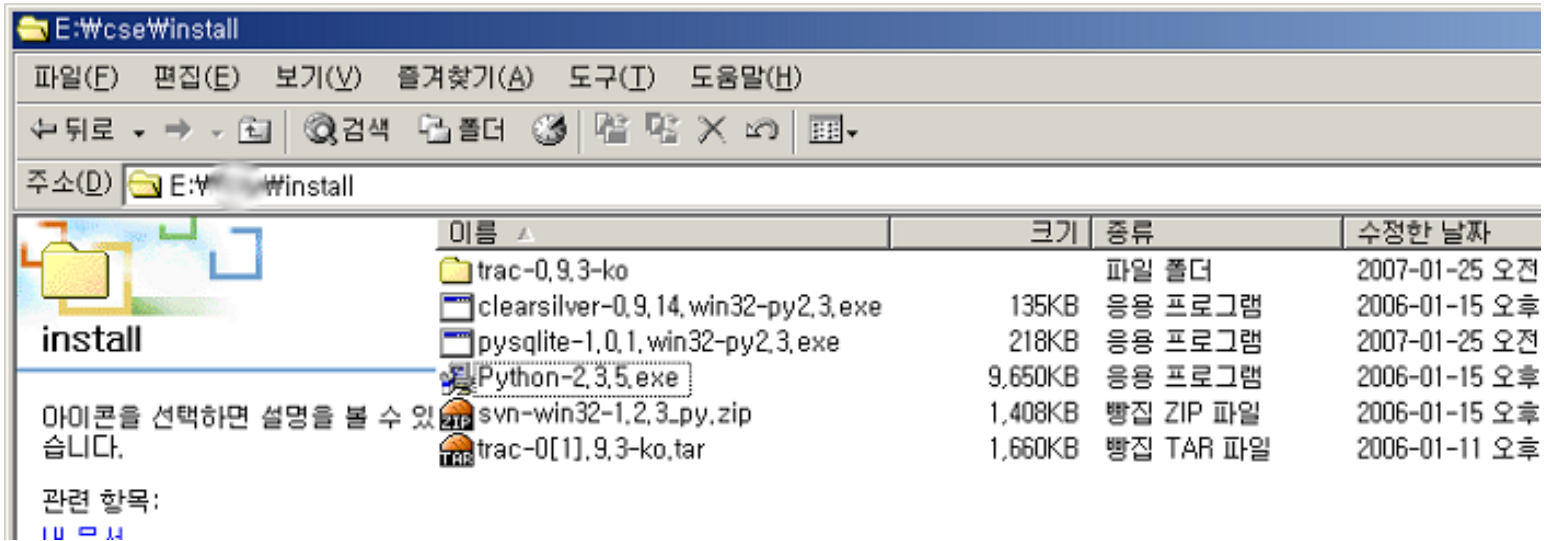 E:₩cse₩install
파일(F) 편집(E) 보기(V) 즐겨찾기(A) 도구(T) 도움말(H)
뒤로 검색 폴더
주소(D) E:₩ ₩install
이름 크기 종류 수정한 날짜
trac-0.9.3-ko 파일 폴더 2007-01-25 오전
clearsilver-0.9.14.win32-py2.3.exe 135KB 응용 프로그램 2006-01-15 오후
pysqlite-1.0.1.win32-py2.3.exe 218KB 응용 프로그램 2007-01-25 오전
Python-2.3.5.exe 9,650KB 응용 프로그램 2006-01-15 오후
ZIP svn-win32-1.2.3_py.zip 1,408KB 빵집 ZIP 파일 2006-01-15 오후
TAR trac-0[1].9.3-ko.tar 1,660KB 빵집 TAR 파일 2006-01-11 오후
install
아이콘을 선택하면 설명을 볼 수 있
습니다.
관련 항목:
내 문서